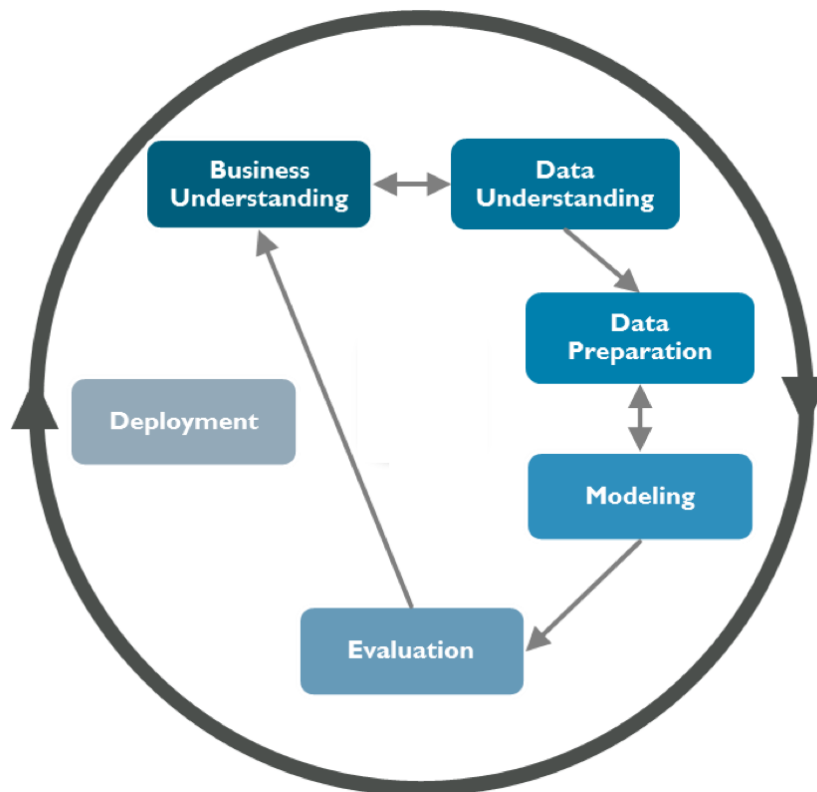 Business
Understanding
Data
Understanding
Data
Preparation
Deployment
Modeling
Evaluation